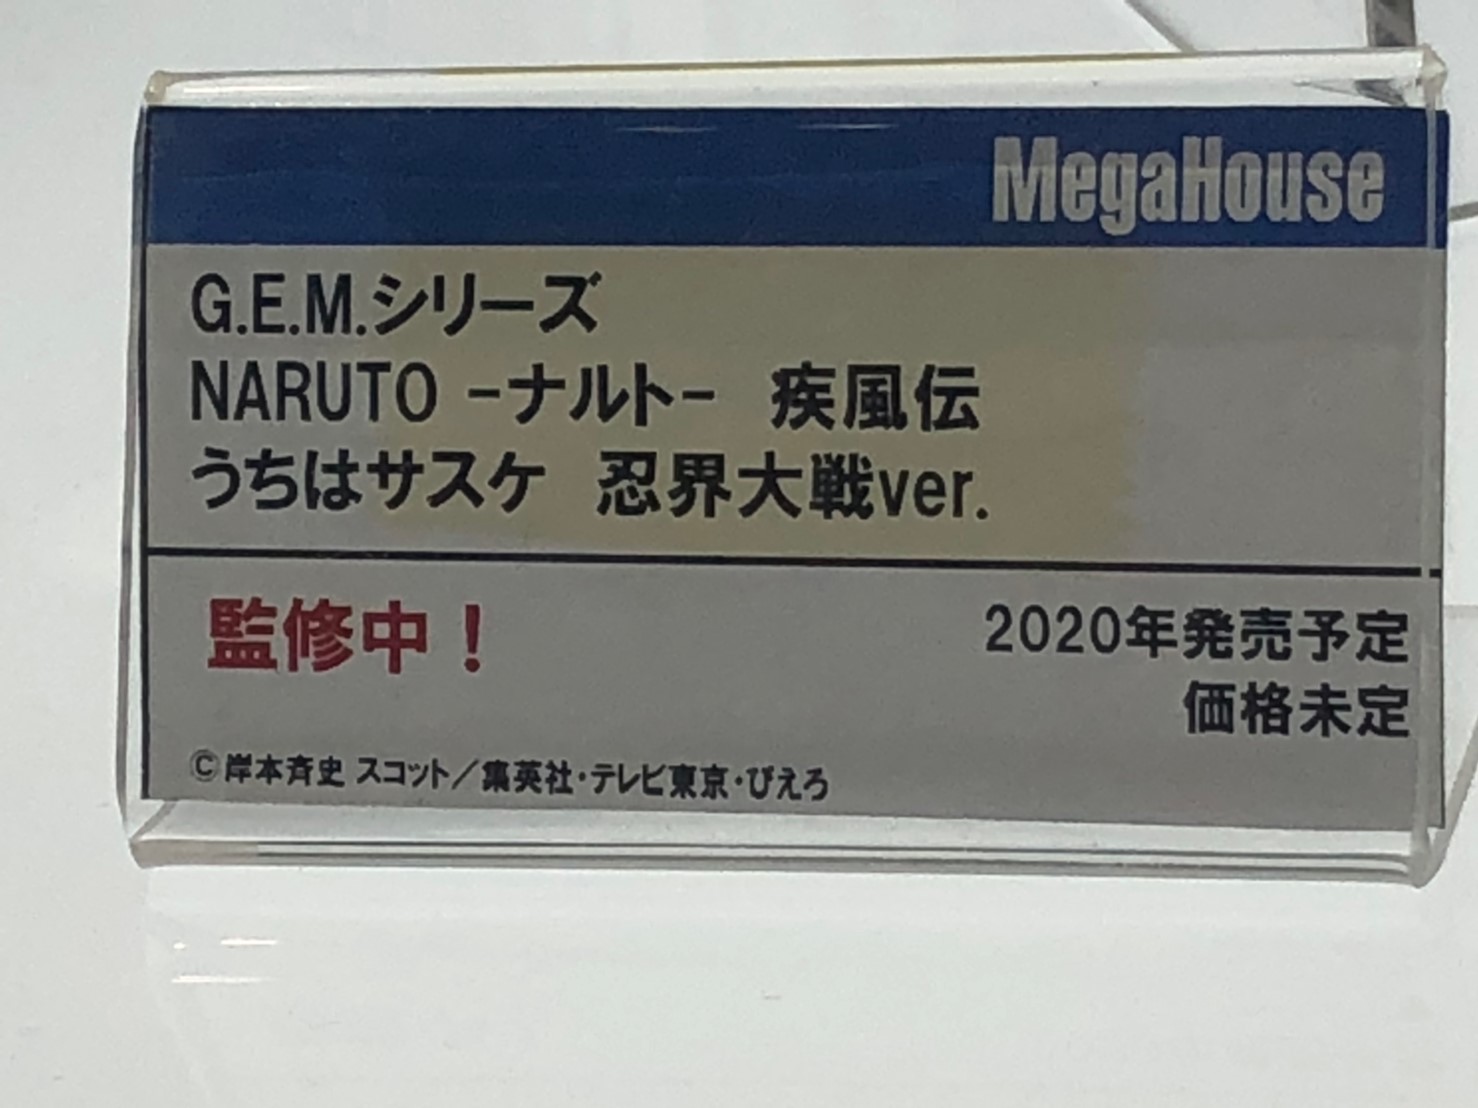 MegaHouse
G.E.M.シリーズ
NARUTO -ナルト- 疾風伝
うちはサスケ 忍界大戦ver.
監修中！
2020年発売予定
価格未定
©岸本斉史 スコット／集英社・テレビ東京・ぴえろ